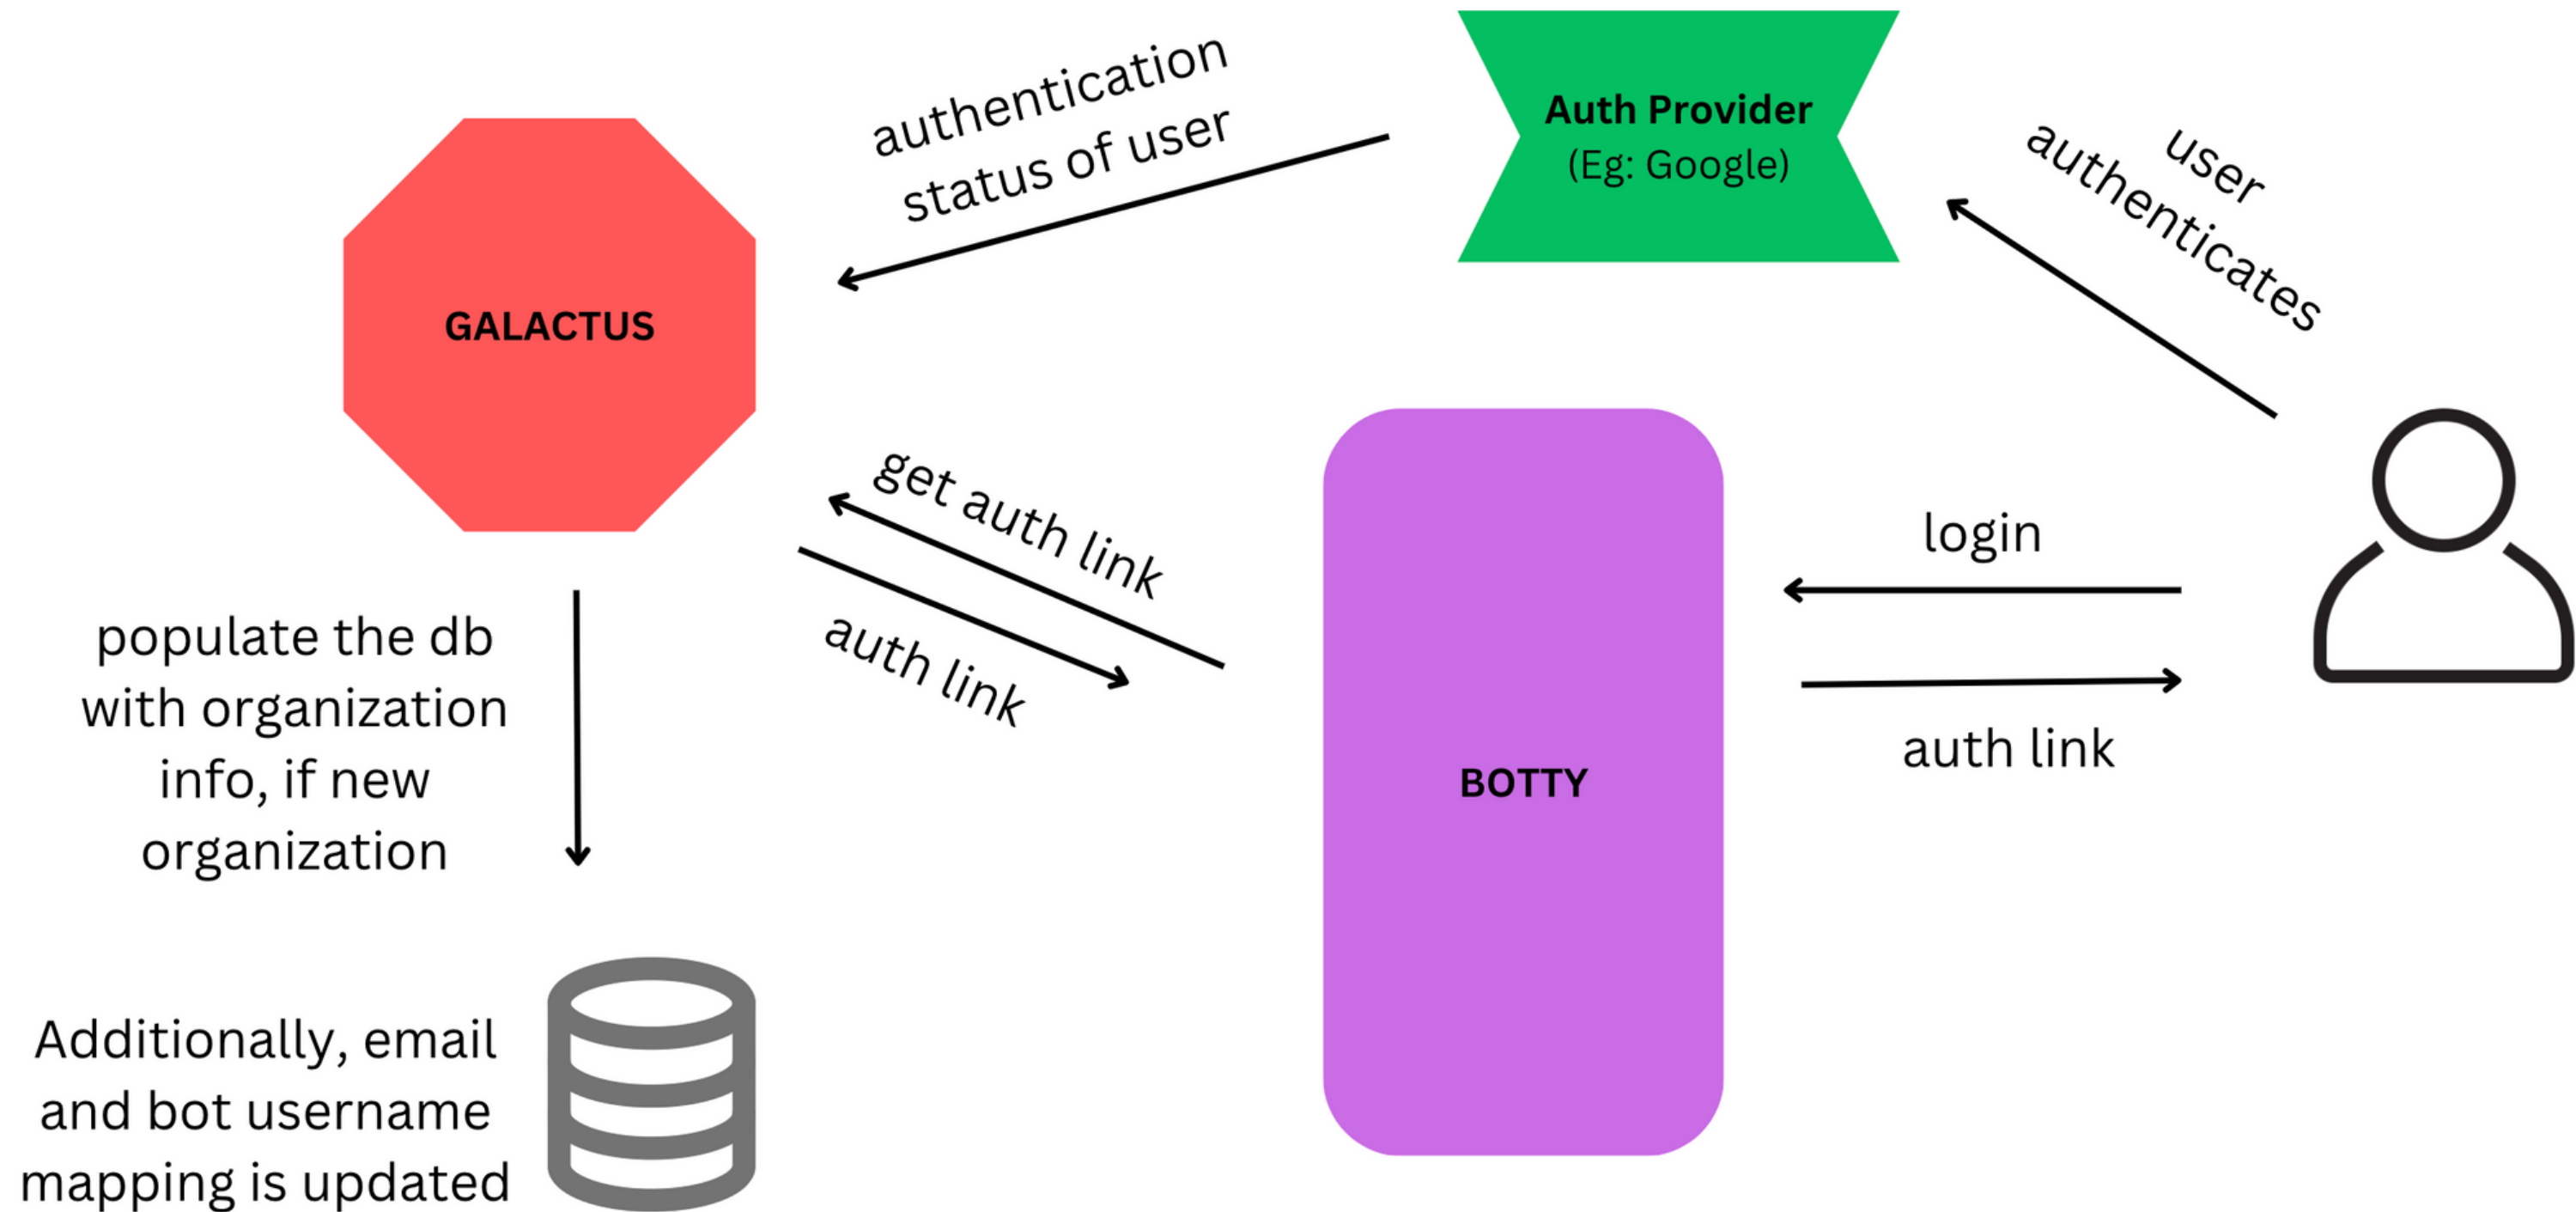 authentication
status of user
Auth Provider
(Eg: Google)
user
authenticates
GALACTUS
get auth link
auth link
login
auth link
BOTTY
populate the db
with organization
info, if new
organization
Additionally, email
and bot username
mapping is updated